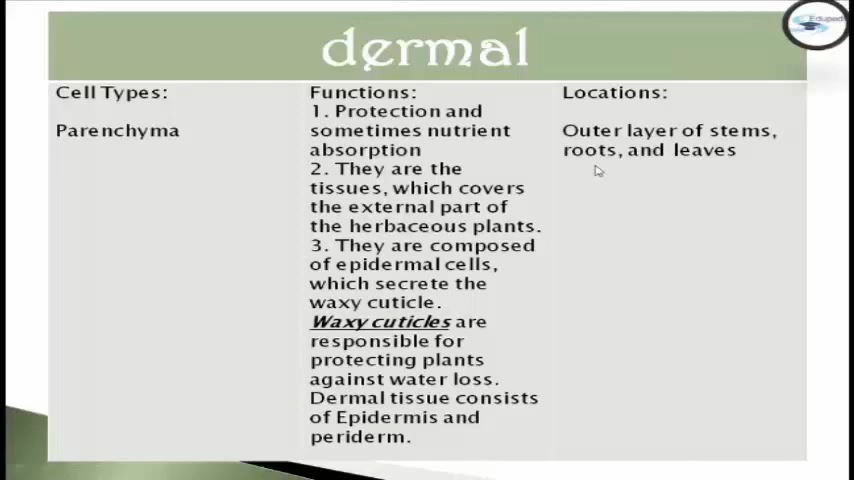 dermal
Eduped
Cell Types:
Parenchyma
Functions:
1. Protection and
sometimes nutrient
absorption
2. They are the
tissues, which covers
the external part of
the herbaceous plants.
3. They are composed
of epidermal cells,
which secrete the
waxy cuticle.
Waxy cuticles are
responsible for
protecting plants
against water loss.
Dermal tissue consists
of Epidermis and
periderm.
Locations:
Outer layer of stems,
roots, and leaves